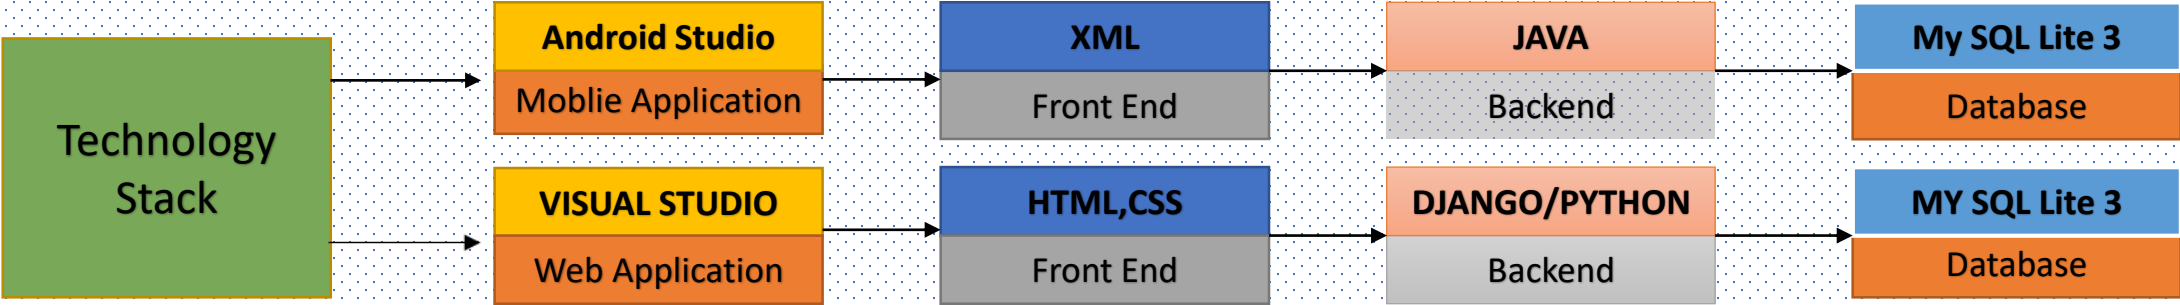 Technology
Stack
Android Studio
Moblie Application
XML
Front End
JAVA
Backend
My SQL Lite 3
Database
VISUAL STUDIO
Web Application
HTML,CSS
Front End
DJANGO/PYTHON
Backend
MY SQL Lite 3
Database